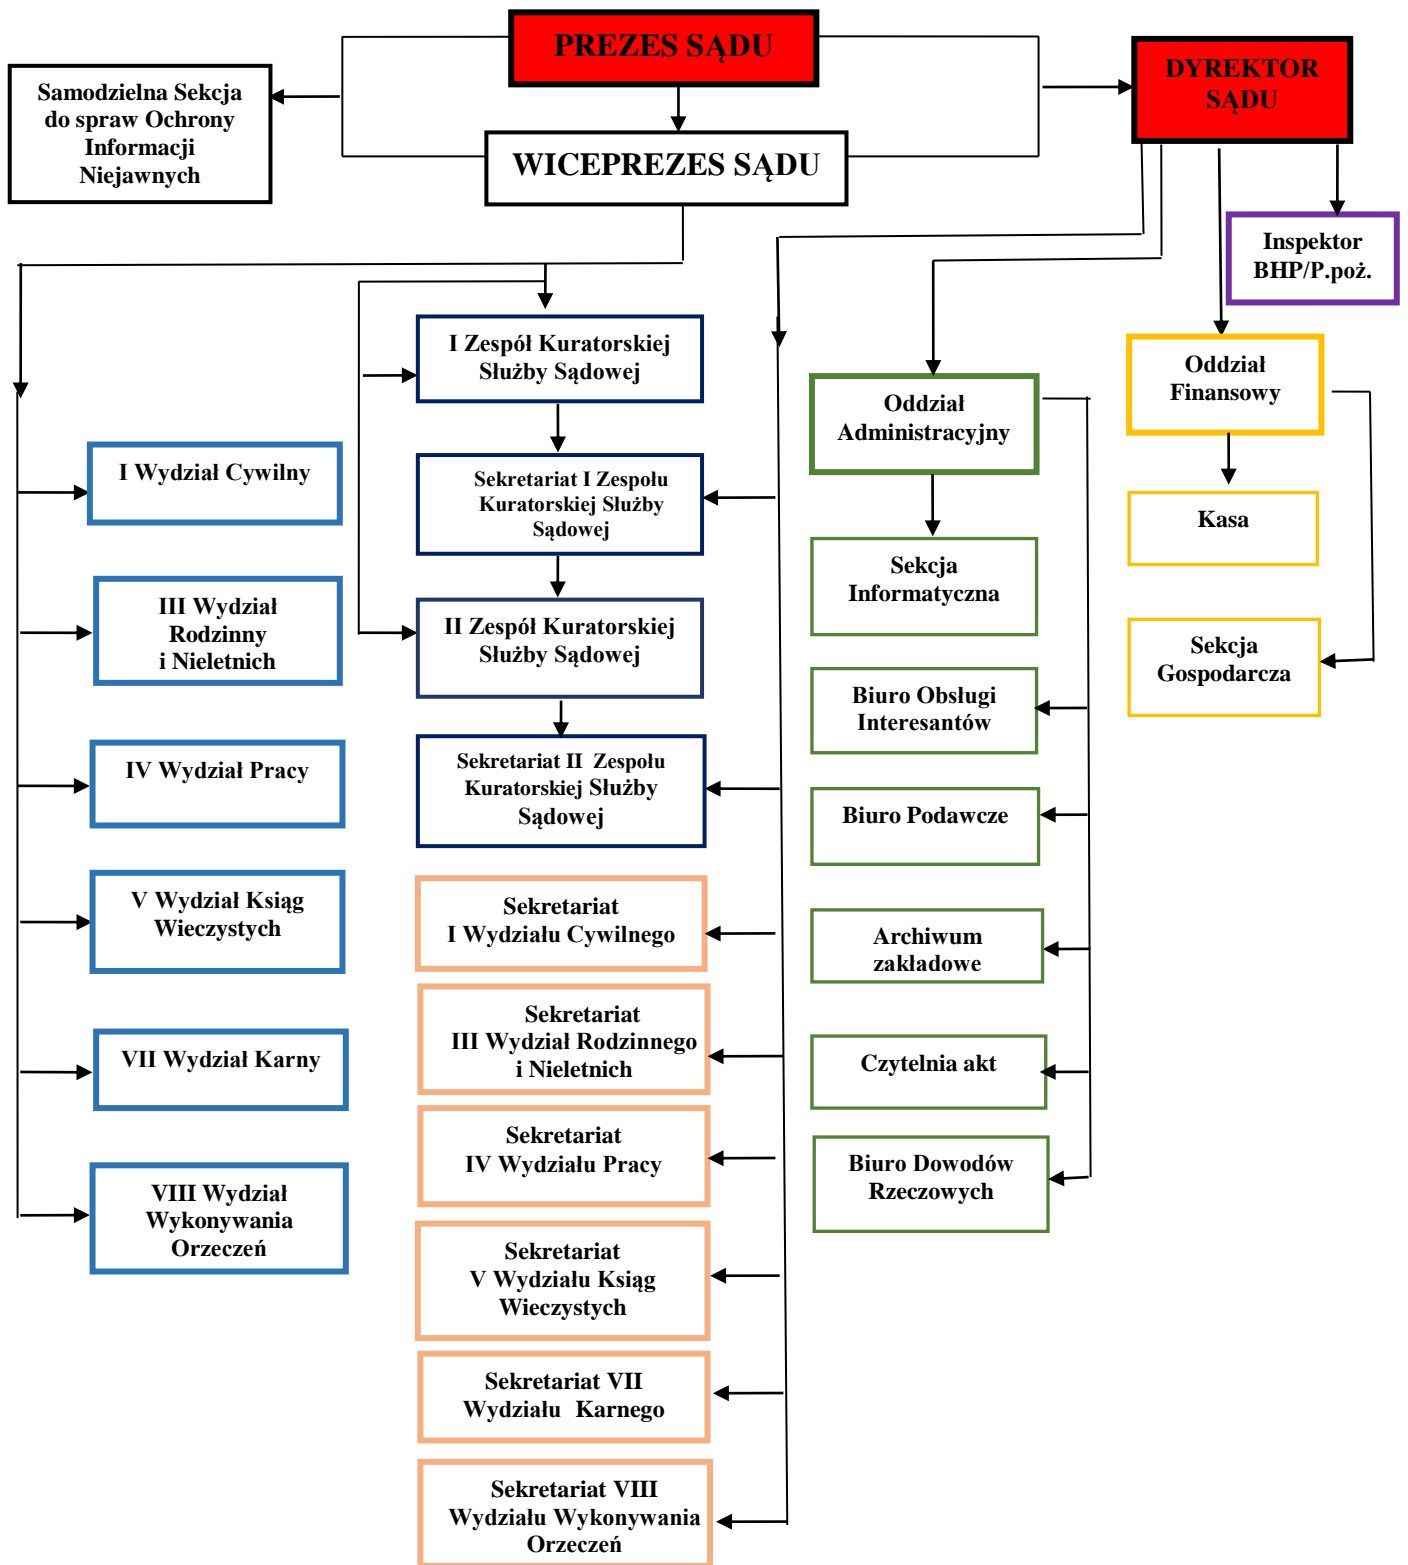 PREZES SĄDU
DYREKTOR
SĄDU
Samodzielna Sekcja
do spraw Ochrony
Informacji
Niejawnych
WICEPREZES SĄDU
Inspektor
BHP/P.poż.
I Zespół Kuratorskiej
Służby Sądowej
Oddział
Finansowy
Oddział
Administracyjny
I Wydział Cywilny
Sekretariat I Zespołu
Kuratorskiej Służby
Sądowej
Kasa
Sekcja
Informatyczna
III Wydział
Rodzinny
i Nieletnich
II Zespół Kuratorskiej
Służby Sądowej
Sekcja
Gospodarcza
Biuro Obsługi
Interesantów
IV Wydział Pracy
Sekretariat II  Zespołu
Kuratorskiej Służby
Sądowej
Biuro Podawcze
V Wydział Ksiąg
Wieczystych
Sekretariat
I Wydziału Cywilnego
Archiwum
zakładowe
Sekretariat
III Wydział Rodzinnego
i Nieletnich
VII Wydział Karny
Czytelnia akt
Sekretariat
IV Wydziału Pracy
Biuro Dowodów
Rzeczowych
VIII Wydział
Wykonywania
Orzeczeń
Sekretariat
V Wydziału Ksiąg
Wieczystych
Sekretariat VII
Wydziału  Karnego
Sekretariat VIII
Wydziału Wykonywania
Orzeczeń